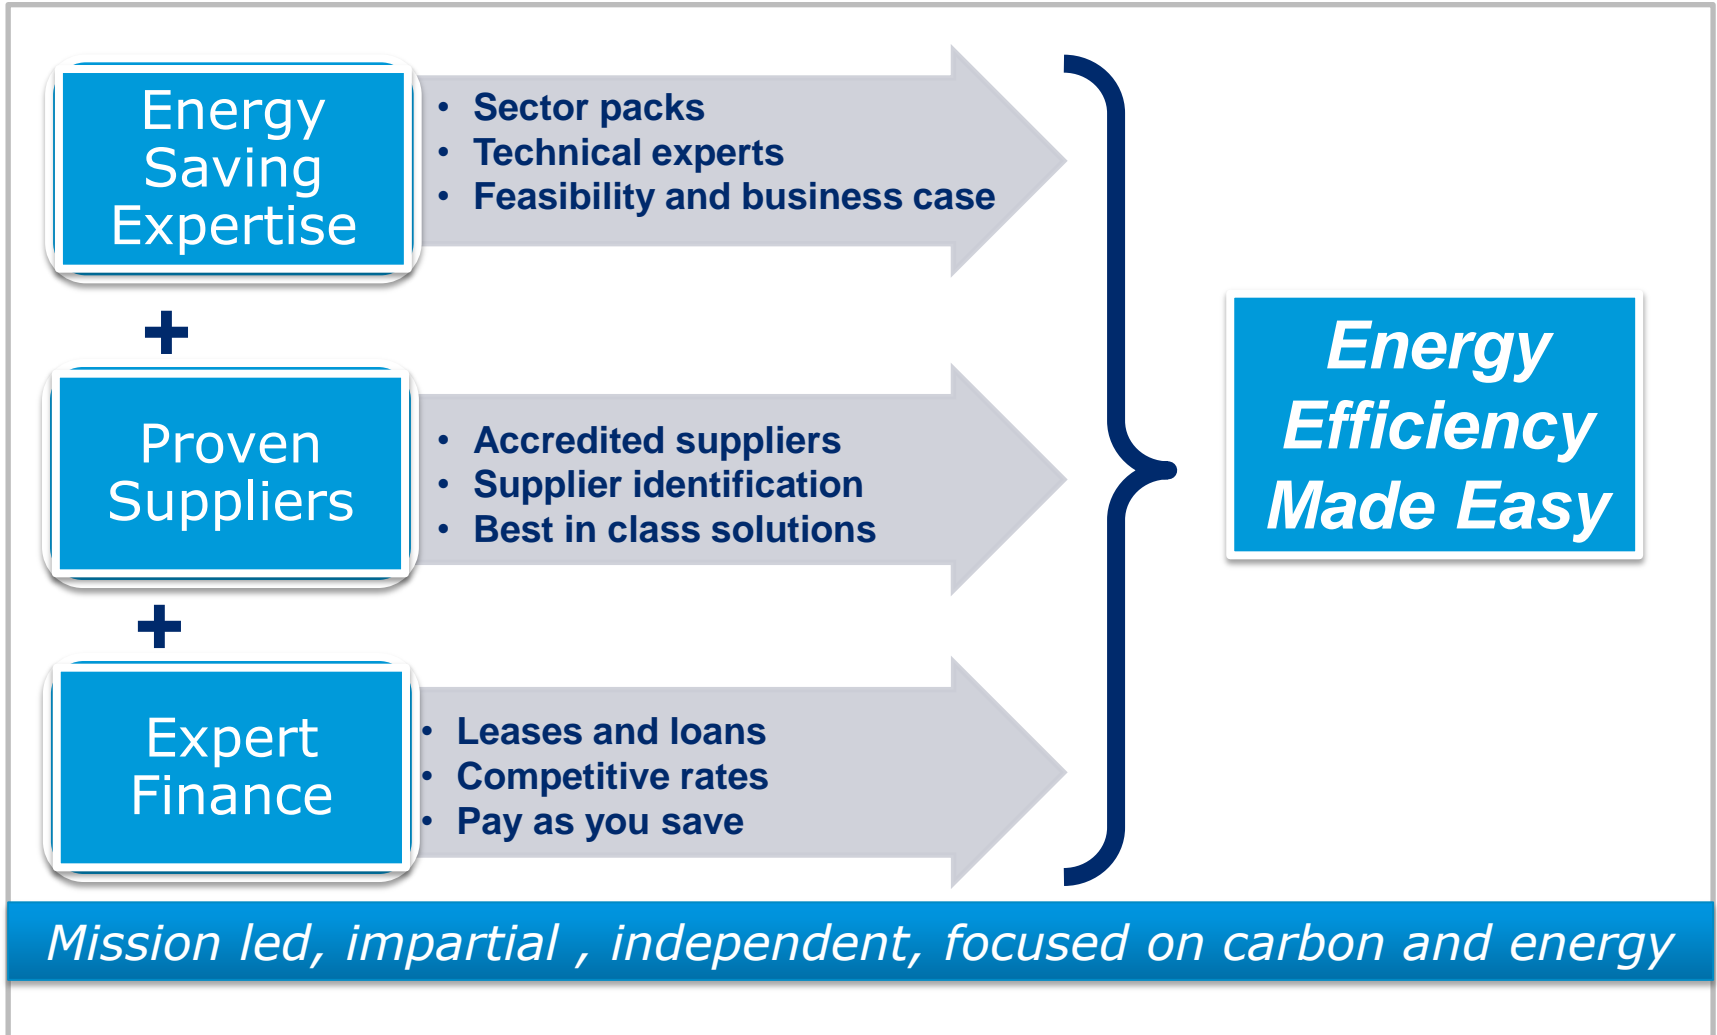 Energy
Saving
Expertise
• Sector packs
• Technical experts
• Feasibility and business case
+
Proven
Suppliers
• Accredited suppliers
• Supplier identification
• Best in class solutions
+
Expert
Finance
• Leases and loans
• Competitive rates
• Pay as you save
Energy
Efficiency
Made Easy
Mission led, impartial , independent, focused on carbon and energy